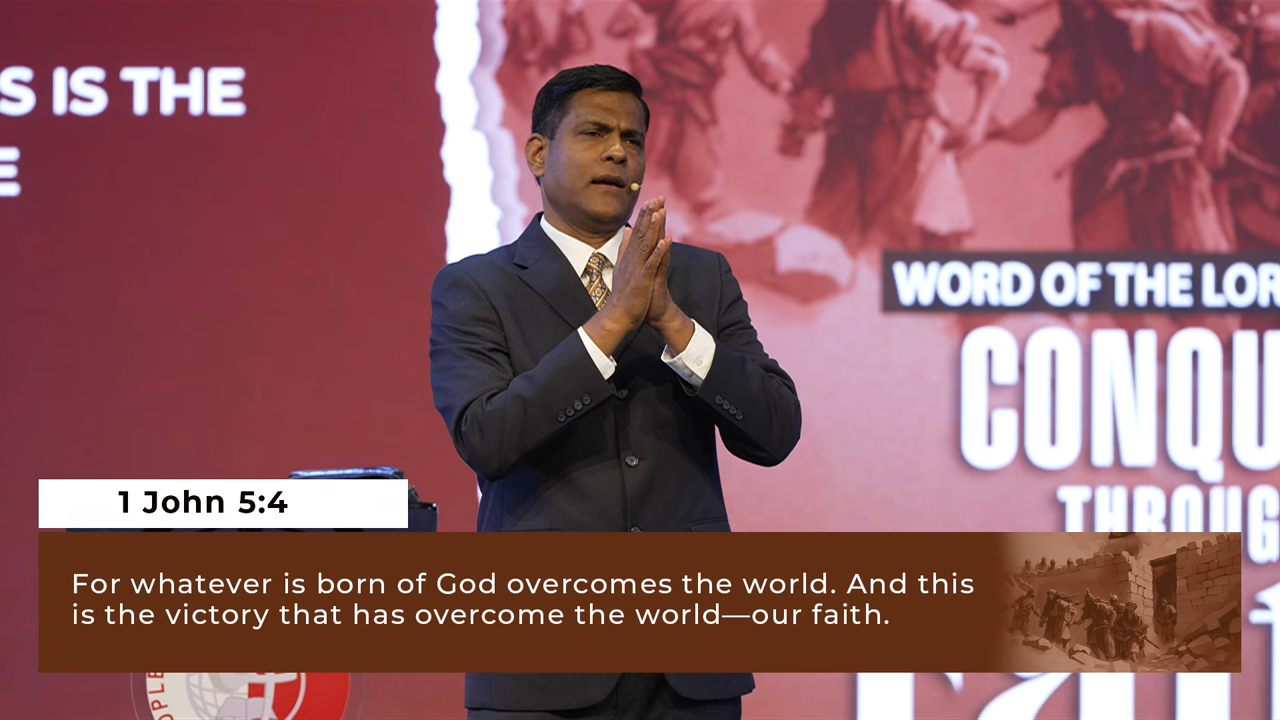 S IS THE
E
WORD OF THE LOR
CONQU
THROUG
1 John 5:4
For whatever is born of God overcomes the world. And this
is the victory that has overcome the world—our faith.
OPLE